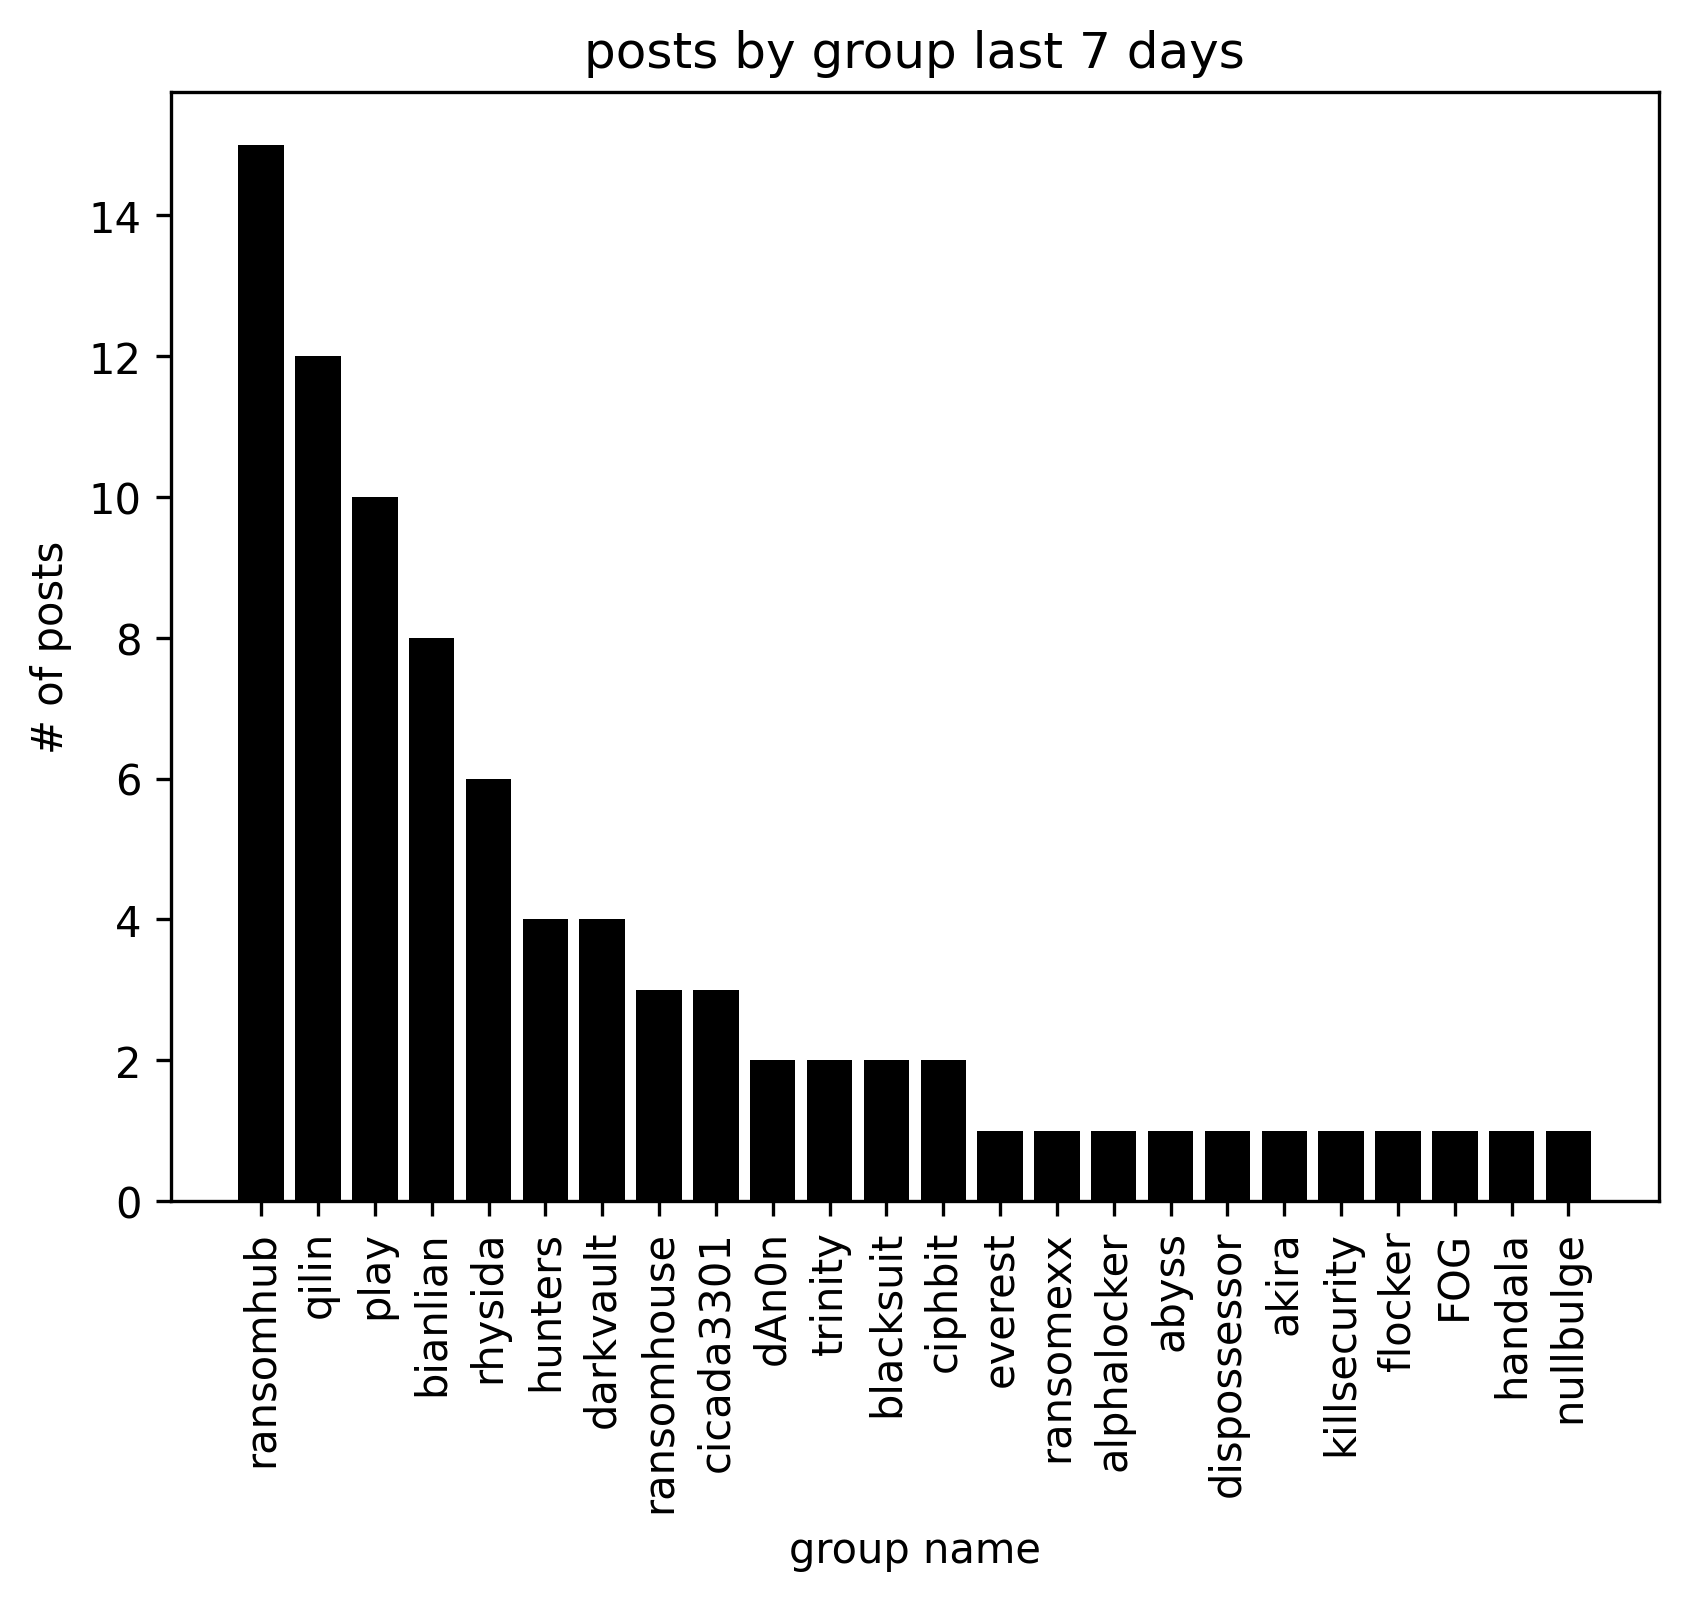 posts by group last 7 days
# of posts
14
12
10
8
6
4
2
0
ransomhub
qilin
play
bianlian
rhysida
hunters
darkvault
ransomhouse
cicada3301
dAn0n
trinity
blacksuit
ciphbit
everest
ransomexx
alphalocker
abyss
dispossessor
akira
killsecurity
flocker
FOG
handala
nullbulge
group name